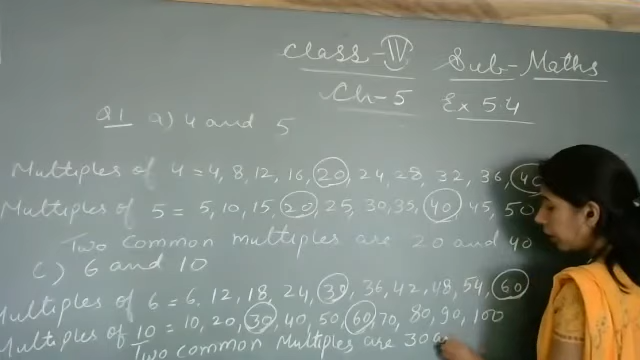 Class-IV Sub-Maths
Ch-5 Ex 5.4
Q1 a) 4 and 5
Multiples of 4 = 4, 8, 12, 16, 20, 24, 28, 32, 36, 40
Multiples of 5 = 5, 10, 15, 20, 25, 30, 35, 40, 45, 50
Two common multiples are 20 and 40
c) 6 and 10
Multiples of 6 = 6, 12, 18, 24, 30, 36, 42, 48, 54, 60
Multiples of 10 = 10, 20, 30, 40, 50, 60, 70, 80, 90, 100
Two common Multiples are 30